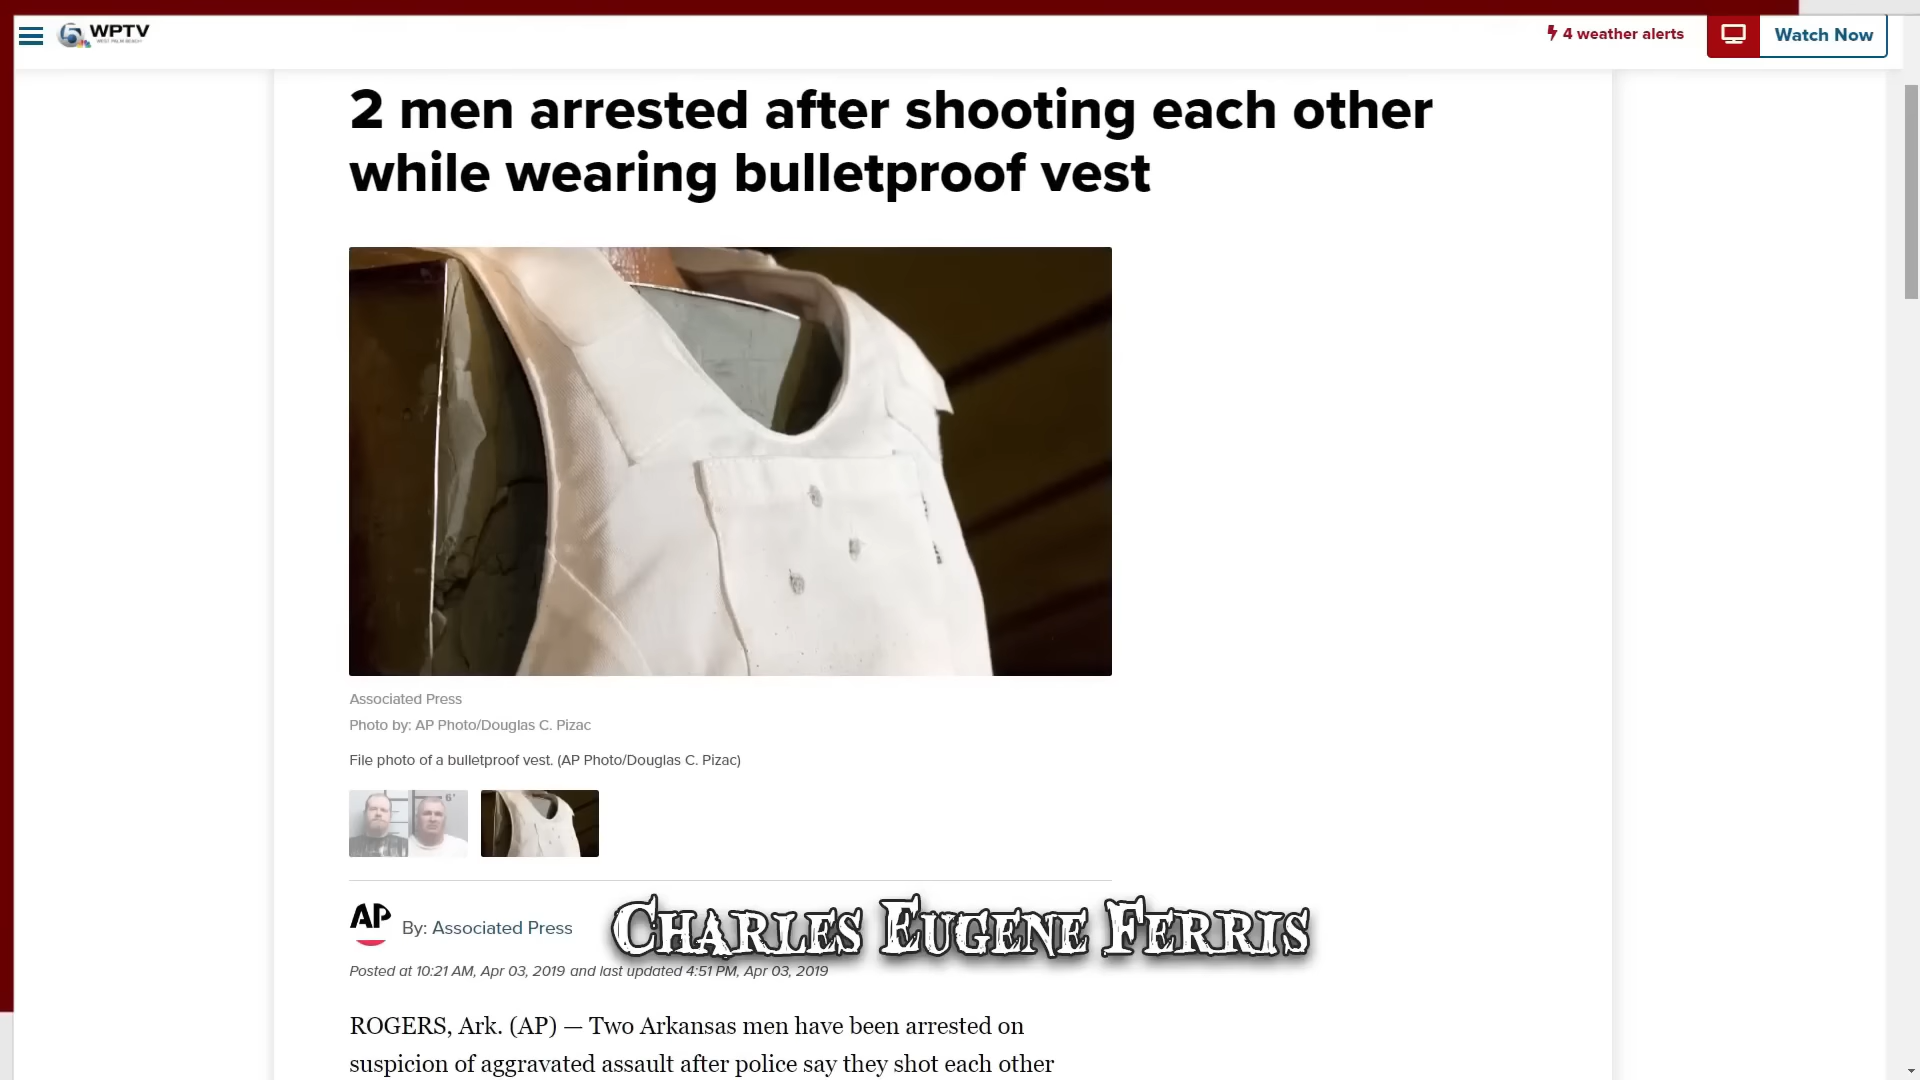 WPTV
WEST PALM BEACH
4 weather alerts
Watch Now
2 men arrested after shooting each other
while wearing bulletproof vest
Associated Press
Photo by: AP Photo/Douglas C. Pizac
File photo of a bulletproof vest. (AP Photo/Douglas C. Pizac)
6'
AP By: Associated Press
Charles Eugene Ferris
Posted at 10:21 AM, Apr 03, 2019 and last updated 4:51 PM, Apr 03, 2019
ROGERS, Ark. (AP) — Two Arkansas men have been arrested on
suspicion of aggravated assault after police say they shot each other